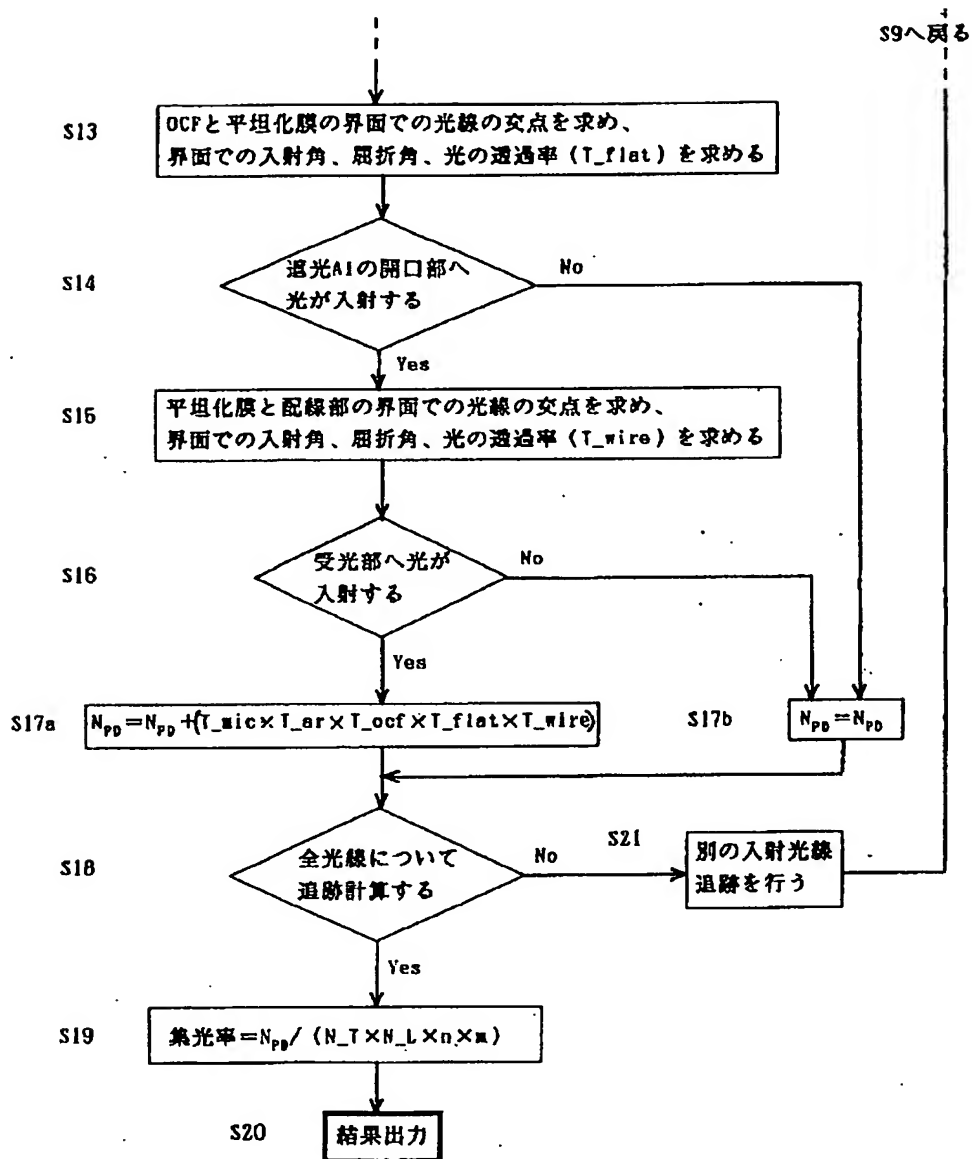 S9へ戻る
S13
OCFと平坦化膜の界面での光線の交点を求め、
界面での入射角、屈折角、光の透過率（T_flat）を求める
S14
遮光Alの開口部へ
光が入射する
No
Yes
S15
平坦化膜と配線部の界面での光線の交点を求め、
界面での入射角、屈折角、光の透過率（T_wire）を求める
S16
受光部へ光が
入射する
No
Yes
S17a
N_PD＝N_PD＋(T_mic×T_ar×T_ocf×T_flat×T_wire)
S17b
N_PD＝N_PD
S18
全光線について
追跡計算する
No
S21
別の入射光線
追跡を行う
Yes
S19
集光率＝N_PD/（N_T×N_L×n×m）
S20
結果出力